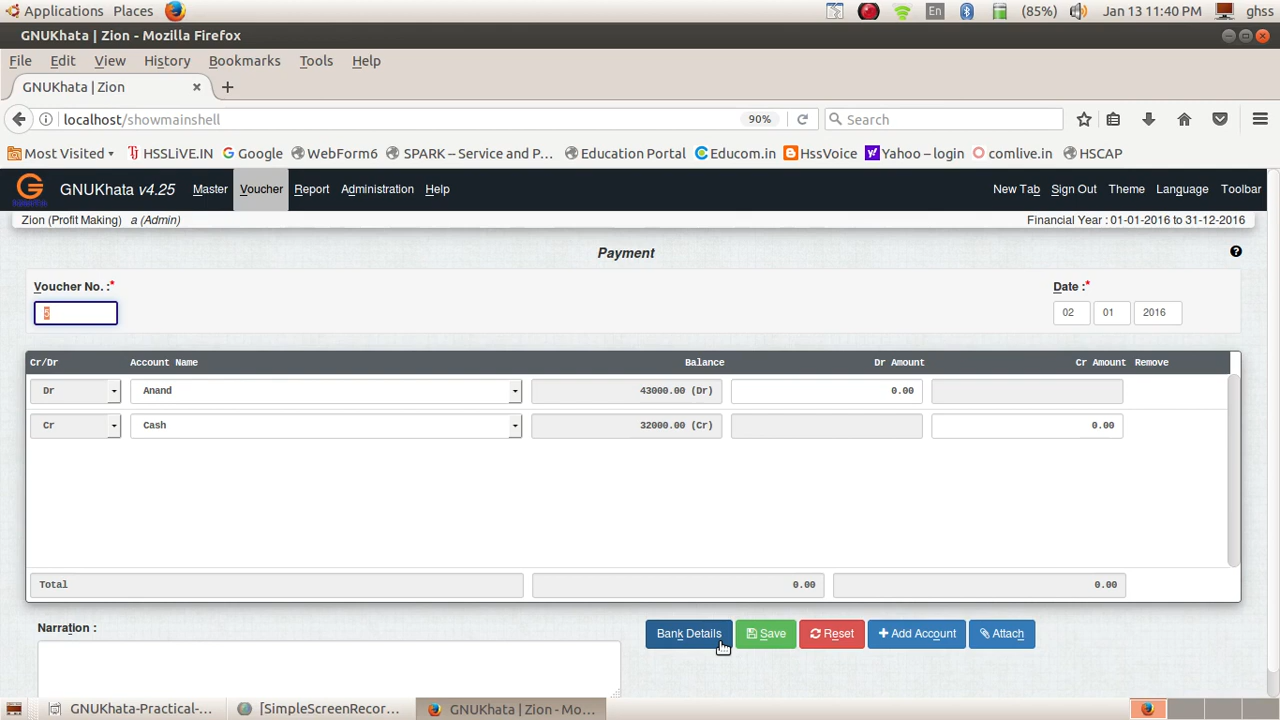 Applications Places En (85%) Jan 13 11:40 PM ghss
GNUKhata | Zion - Mozilla Firefox
File Edit View History Bookmarks Tools Help
GNUKhata | Zion × +
localhost/showmainshell 90% Search
Most Visited HSSLiVE.IN Google WebForm6 SPARK – Service and P... Education Portal Educom.in HssVoice Yahoo – login comlive.in HSCAP
GNUKhata v4.25 Master Voucher Report Administration Help New Tab Sign Out Theme Language Toolbar
Zion (Profit Making) a (Admin) Financial Year : 01-01-2016 to 31-12-2016
Payment
Voucher No. :* Date :*
5 02 01 2016
Cr/Dr Account Name Balance Dr Amount Cr Amount Remove
Dr Anand 43000.00 (Dr) 0.00
Cr Cash 32000.00 (Cr) 0.00
Total 0.00 0.00
Narration : Bank Details Save Reset Add Account Attach
GNUKhata-Practical-... [SimpleScreenRecor... GNUKhata | Zion - Mo...